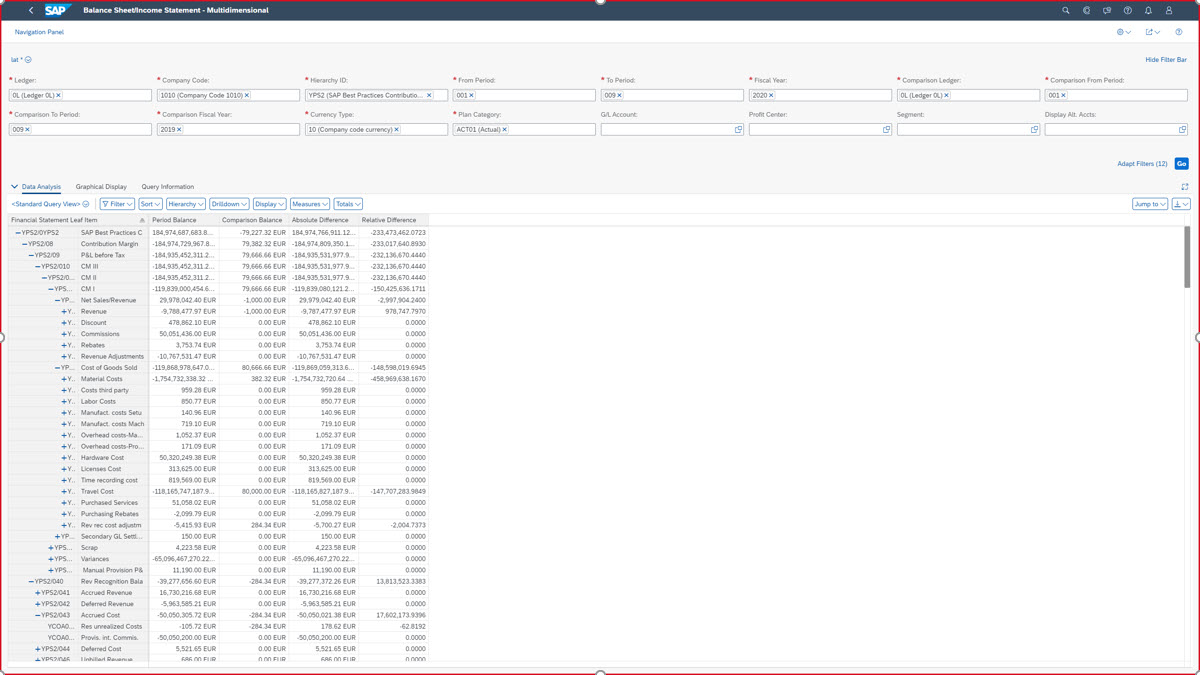 SAP Balance Sheet/Income Statement - Multidimensional
Navigation Panel
lat *
Hide Filter Bar
* Ledger: * Company Code: * Hierarchy ID: * From Period: * To Period: * Fiscal Year: * Comparison Ledger: * Comparison From Period:
0L (Ledger 0L) 1010 (Company Code 1010) YPS2 (SAP Best Practices Contributio... 001 009 2020 0L (Ledger 0L) 001
* Comparison To Period: * Comparison Fiscal Year: * Currency Type: * Plan Category: G/L Account: Profit Center: Segment: Display Alt. Accts:
009 2019 10 (Company code currency) ACT01 (Actual)
Adapt Filters (12) Go
Data Analysis Graphical Display Query Information
<Standard Query View> Filter Sort Hierarchy Drilldown Display Measures Totals Jump to
Financial Statement Leaf Item Period Balance Comparison Balance Absolute Difference Relative Difference
YPS2/0YPS2 SAP Best Practices C 184,974,687,683.8... -79,227.32 EUR 184,974,766,911.12... -233,473,462.0723
YPS2/08 Contribution Margin -184,974,729,967.8... 79,382.32 EUR -184,974,809,350.1... -233,017,640.8930
YPS2/09 P&L before Tax -184,935,452,311.2... 79,666.66 EUR -184,935,531,977.9... -232,136,670.4440
YPS2/010 CM III -184,935,452,311.2... 79,666.66 EUR -184,935,531,977.9... -232,136,670.4440
YPS2/0... CM II -184,935,452,311.2... 79,666.66 EUR -184,935,531,977.9... -232,136,670.4440
YPS... CM I -119,839,000,454.6... 79,666.66 EUR -119,839,080,121.2... -150,425,636.1711
YP... Net Sales/Revenue 29,978,042.40 EUR -1,000.00 EUR 29,979,042.40 EUR -2,997,904.2400
Y... Revenue -9,788,477.97 EUR -1,000.00 EUR -9,787,477.97 EUR 978,747.7970
Y... Discount 478,862.10 EUR 0.00 EUR 478,862.10 EUR 0.0000
Y... Commissions 50,051,436.00 EUR 0.00 EUR 50,051,436.00 EUR 0.0000
Y... Rebates 3,753.74 EUR 0.00 EUR 3,753.74 EUR 0.0000
Y... Revenue Adjustments -10,767,531.47 EUR 0.00 EUR -10,767,531.47 EUR 0.0000
YP... Cost of Goods Sold -119,868,978,647.0... 80,666.66 EUR -119,869,059,313.6... -148,598,019.6945
Y... Material Costs -1,754,732,338.32 ... 382.32 EUR -1,754,732,720.64 ... -458,969,638.1670
Y... Costs third party 959.28 EUR 0.00 EUR 959.28 EUR 0.0000
Y... Labor Costs 850.77 EUR 0.00 EUR 850.77 EUR 0.0000
Y... Manufact. costs Setu 140.96 EUR 0.00 EUR 140.96 EUR 0.0000
Y... Manufact. costs Mach 719.10 EUR 0.00 EUR 719.10 EUR 0.0000
Y... Overhead costs-Ma... 1,052.37 EUR 0.00 EUR 1,052.37 EUR 0.0000
Y... Overhead costs-Pro... 171.09 EUR 0.00 EUR 171.09 EUR 0.0000
Y... Hardware Cost 50,320,249.38 EUR 0.00 EUR 50,320,249.38 EUR 0.0000
Y... Licenses Cost 313,625.00 EUR 0.00 EUR 313,625.00 EUR 0.0000
Y... Time recording cost 819,569.00 EUR 0.00 EUR 819,569.00 EUR 0.0000
Y... Travel Cost -118,165,747,187.9... 80,000.00 EUR -118,165,827,187.9... -147,707,283.9849
Y... Purchased Services 51,058.02 EUR 0.00 EUR 51,058.02 EUR 0.0000
Y... Purchasing Rebates -2,099.79 EUR 0.00 EUR -2,099.79 EUR 0.0000
Y... Rev rec cost adjustm -5,415.93 EUR 284.34 EUR -5,700.27 EUR -2,004.7373
YP... Secondary GL Settl... 150.00 EUR 0.00 EUR 150.00 EUR 0.0000
YPS... Scrap 4,223.58 EUR 0.00 EUR 4,223.58 EUR 0.0000
YPS... Variances -65,096,467,270.22... 0.00 EUR -65,096,467,270.22... 0.0000
YPS... Manual Provision P& 11,190.00 EUR 0.00 EUR 11,190.00 EUR 0.0000
YPS2/040 Rev Recognition Bala -39,277,656.60 EUR -284.34 EUR -39,277,372.26 EUR 13,813,523.3383
YPS2/041 Accrued Revenue 16,730,216.68 EUR 0.00 EUR 16,730,216.68 EUR 0.0000
YPS2/042 Deferred Revenue -5,963,585.21 EUR 0.00 EUR -5,963,585.21 EUR 0.0000
YPS2/043 Accrued Cost -50,050,305.72 EUR -284.34 EUR -50,050,021.38 EUR 17,602,173.9396
YCOA0... Res unrealized Costs -105.72 EUR -284.34 EUR 178.62 EUR -62.8192
YCOA0... Provis. int. Commis. -50,050,200.00 EUR 0.00 EUR -50,050,200.00 EUR 0.0000
YPS2/044 Deferred Cost 5,521.65 EUR 0.00 EUR 5,521.65 EUR 0.0000
YPS2/046 Unbilled Revenue 686.00 EUR 0.00 EUR 686.00 EUR 0.0000